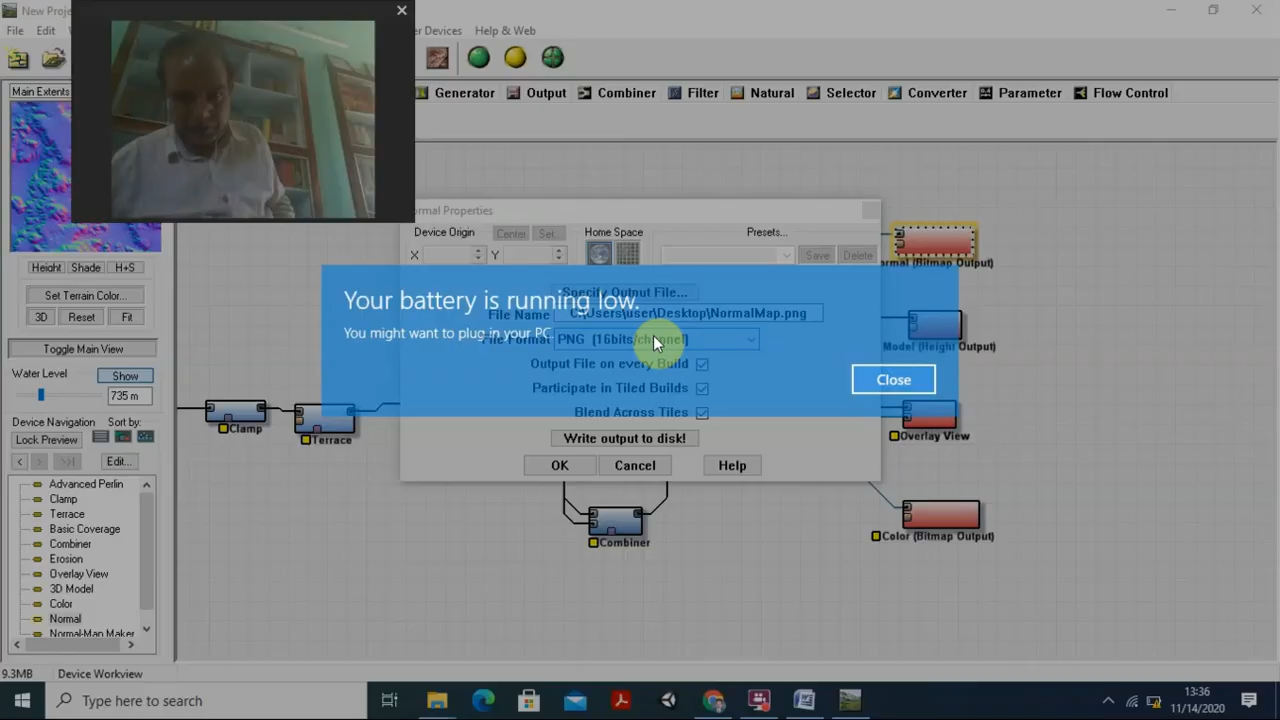 New Proje
File Edit er Devices Help & Web
Main Extents
Generator Output Combiner Filter Natural Selector Converter Parameter Flow Control
Height Shade H+S
Set Terrain Color...
3D Reset Fit
Toggle Main View
Water Level Show
735 m
Device Navigation Sort by:
Lock Preview
Edit...
Advanced Perlin
Clamp
Terrace
Basic Coverage
Combiner
Erosion
Overlay View
3D Model
Color
Normal
Normal-Map Maker
ormal Properties
Device Origin Center Set... Home Space Presets...
X Y Save Delete
Specify Output File...
File Name C:\Users\user\Desktop\NormalMap.png
File Format PNG (16bits/channel)
Output File on every Build
Participate in Tiled Builds
Blend Across Tiles
Write output to disk!
OK Cancel Help
Your battery is running low.
You might want to plug in your PC.
Close
Clamp
Terrace
Combiner
ormal (Bitmap Output)
Model (Height Output)
Overlay View
Color (Bitmap Output)
9.3MB Device Workview
Type here to search
13:36
11/14/2020